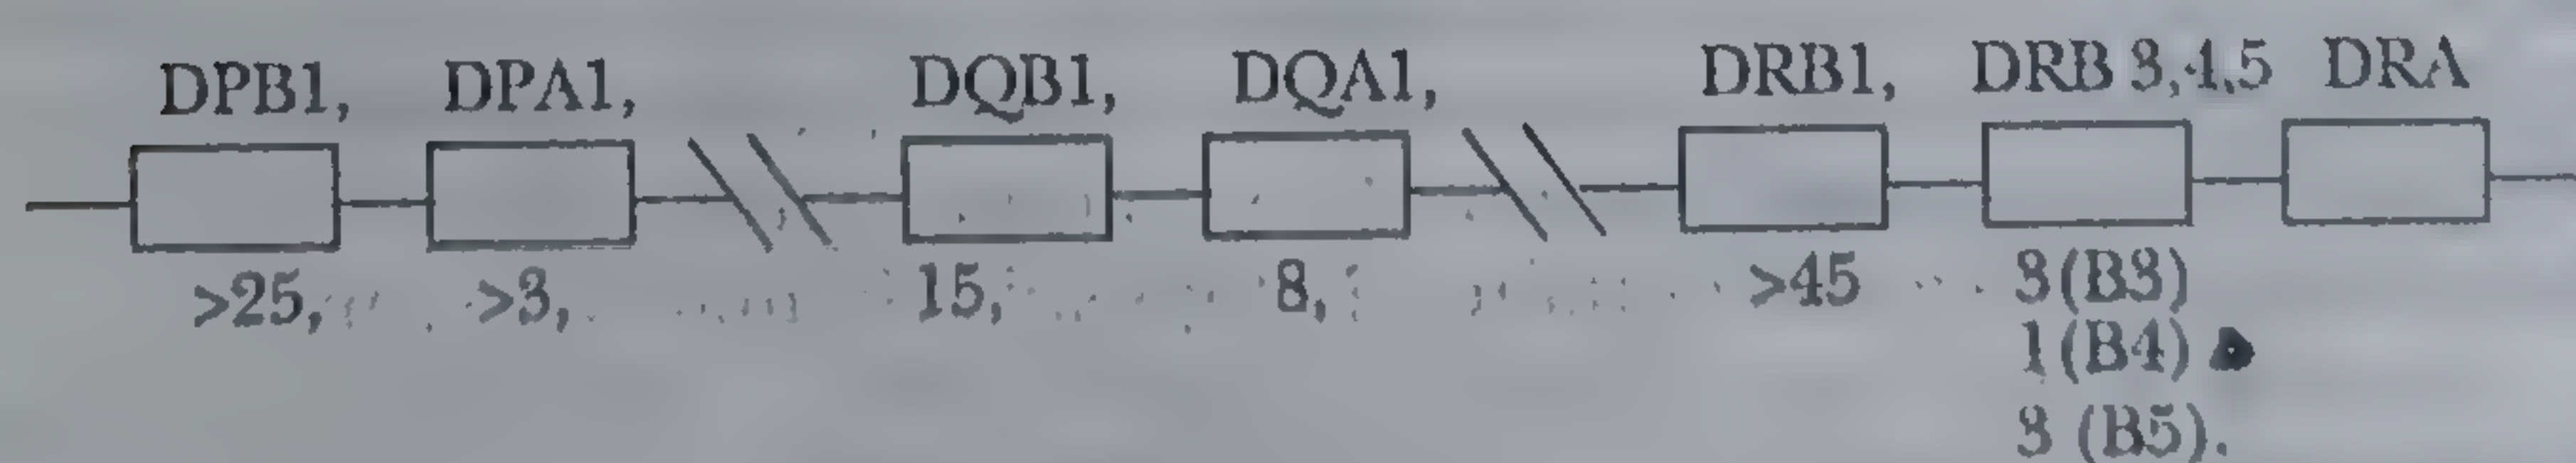 DPB1, DPA1, DQB1, DQA1, DRB1, DRB 3,4,5 DRA
>25, >3, 15, 8, >45 3(B3)
1(B4)
3 (B5).